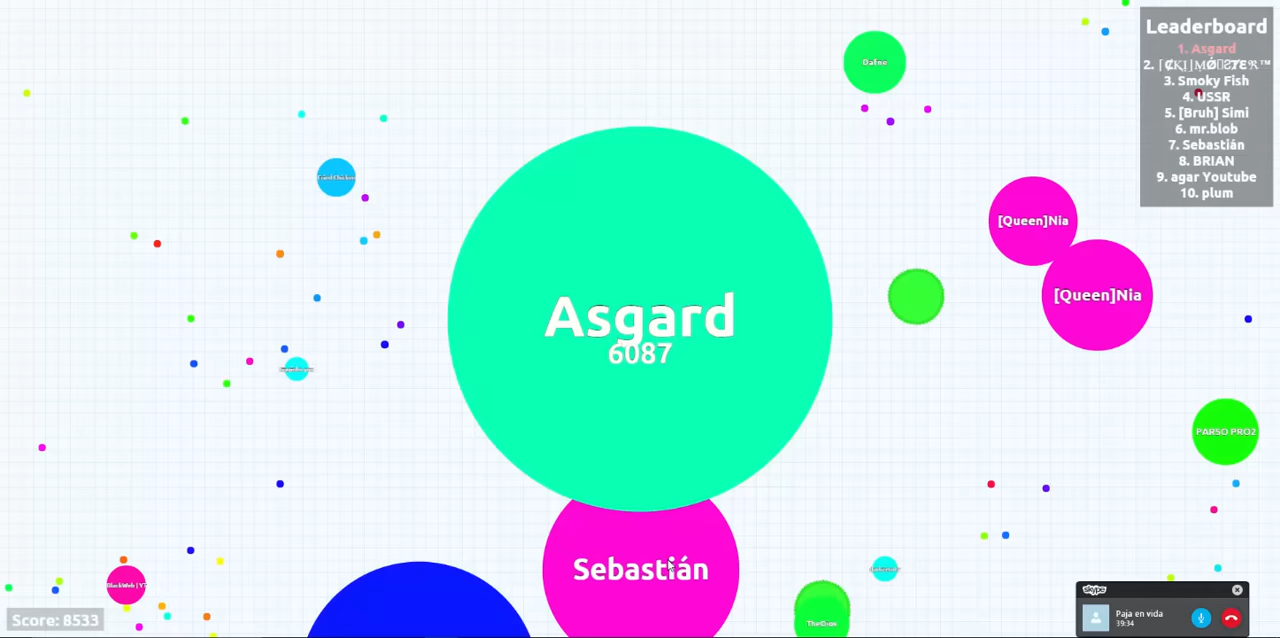 Leaderboard
1. Asgard
3. Smoky Fish
4. USSR
5. [Bruh] Simi
6. mr.blob
7. Sebastián
8. BRIAN
9. agar Youtube
10. plum
[Queen]Nia
[Queen]Nia
Asgard
6087
PARSO PRO2
Sebastián
Score: 8533
skype
Paja en vida
39:34